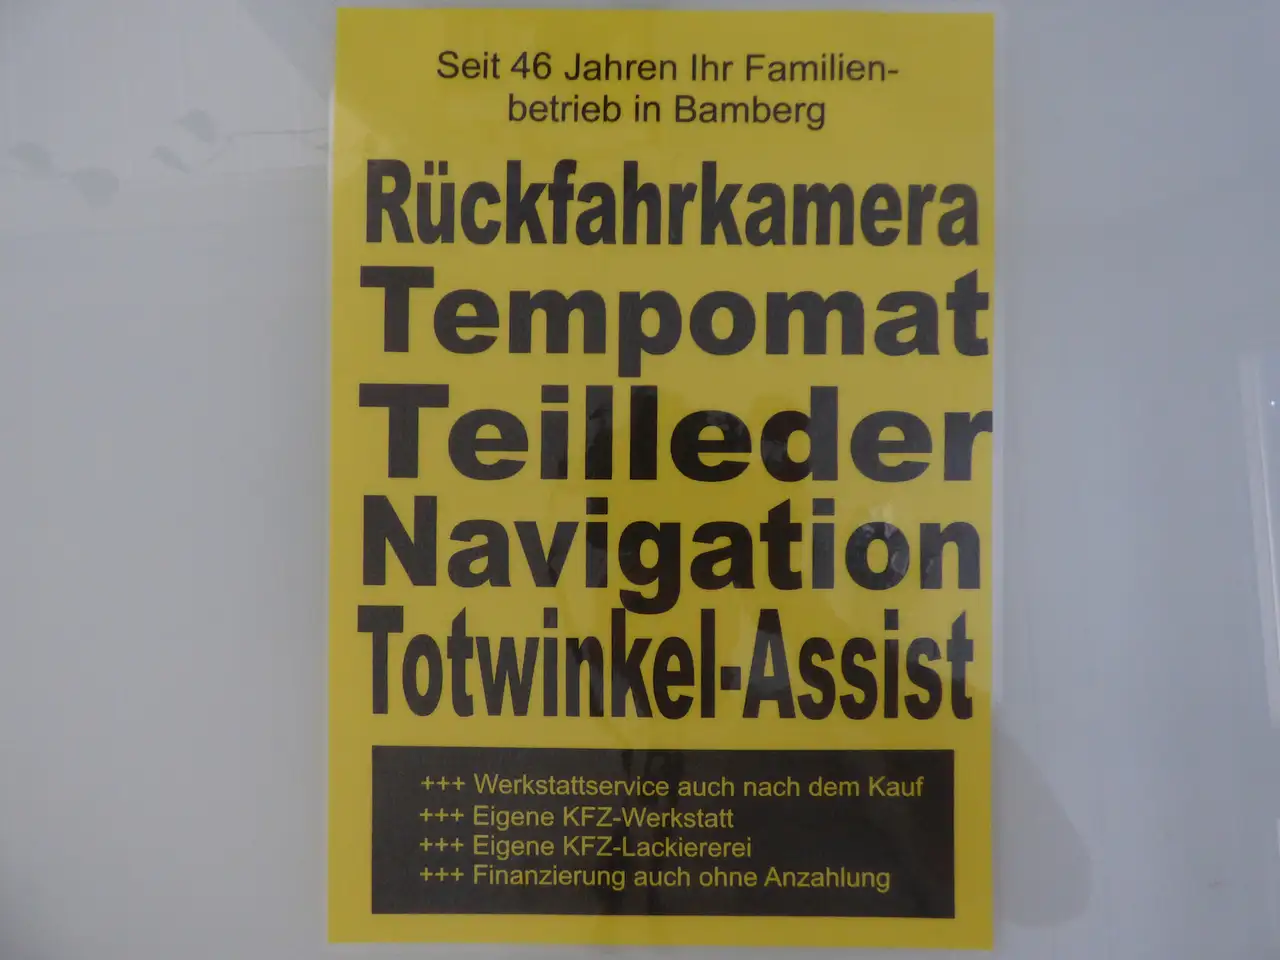 Seit 46 Jahren Ihr Familien-
betrieb in Bamberg
Rückfahrkamera
Tempomat
Teilleder
Navigation
Totwinkel-Assist
+++ Werkstattservice auch nach dem Kauf
+++ Eigene KFZ-Werkstatt
+++ Eigene KFZ-Lackiererei
+++ Finanzierung auch ohne Anzahlung